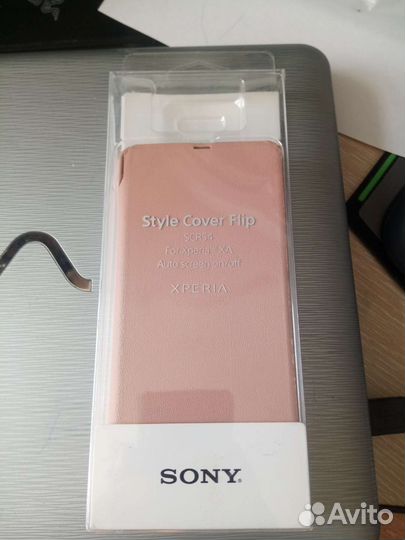 Style Cover Flip
SCR54
For Xperia™ XA
Auto screen on/off
XPERIA
SONY
Avito